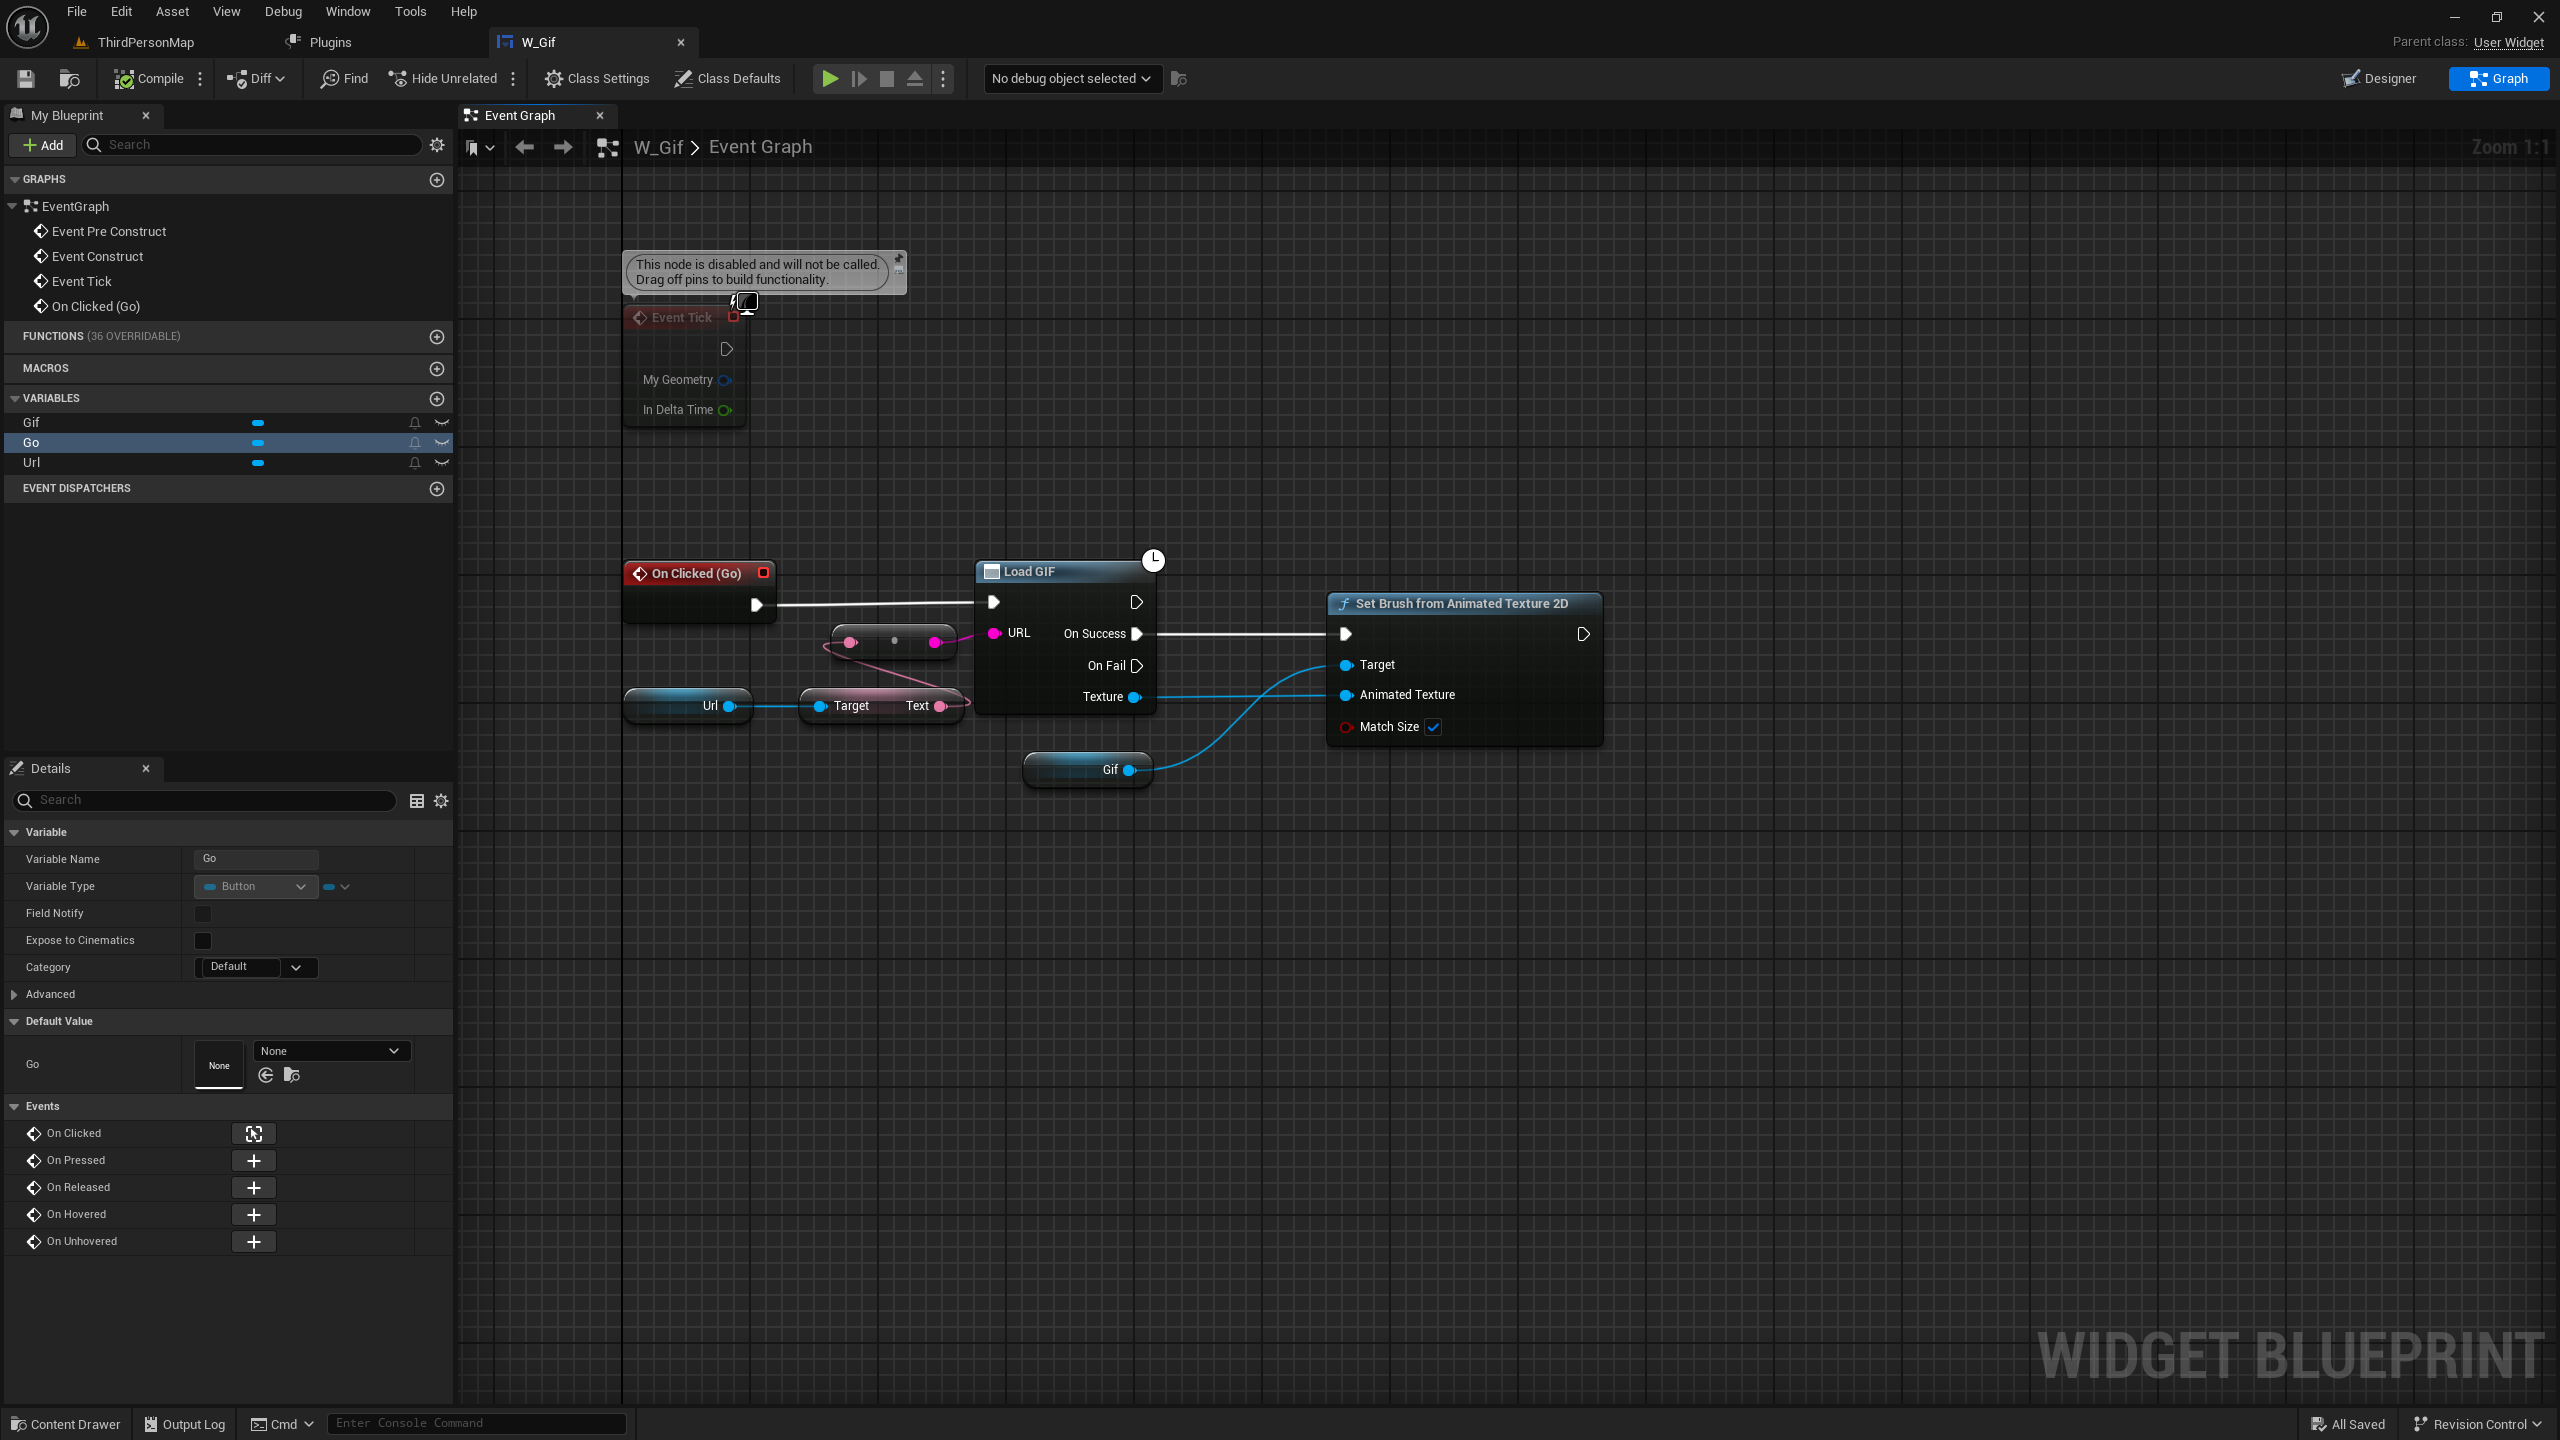 File Edit Asset View Debug Window Tools Help
ThirdPersonMap Plugins W_Gif
Parent class: User Widget
Compile Diff Find Hide Unrelated Class Settings Class Defaults No debug object selected Designer Graph
My Blueprint
Add Search
GRAPHS
EventGraph
Event Pre Construct
Event Construct
Event Tick
On Clicked (Go)
FUNCTIONS (36 OVERRIDABLE)
MACROS
VARIABLES
Gif
Go
Url
EVENT DISPATCHERS
Details
Search
Variable
Variable Name Go
Variable Type Button
Field Notify
Expose to Cinematics
Category Default
Advanced
Default Value
Go None None
Events
On Clicked
On Pressed
On Released
On Hovered
On Unhovered
Event Graph
W_Gif > Event Graph
Zoom 1:1
This node is disabled and will not be called.
Drag off pins to build functionality.
Event Tick
My Geometry
In Delta Time
On Clicked (Go)
Load GIF
URL On Success
On Fail
Texture
Url
Target Text
Gif
Set Brush from Animated Texture 2D
Target
Animated Texture
Match Size
WIDGET BLUEPRINT
Content Drawer Output Log Cmd Enter Console Command All Saved Revision Control